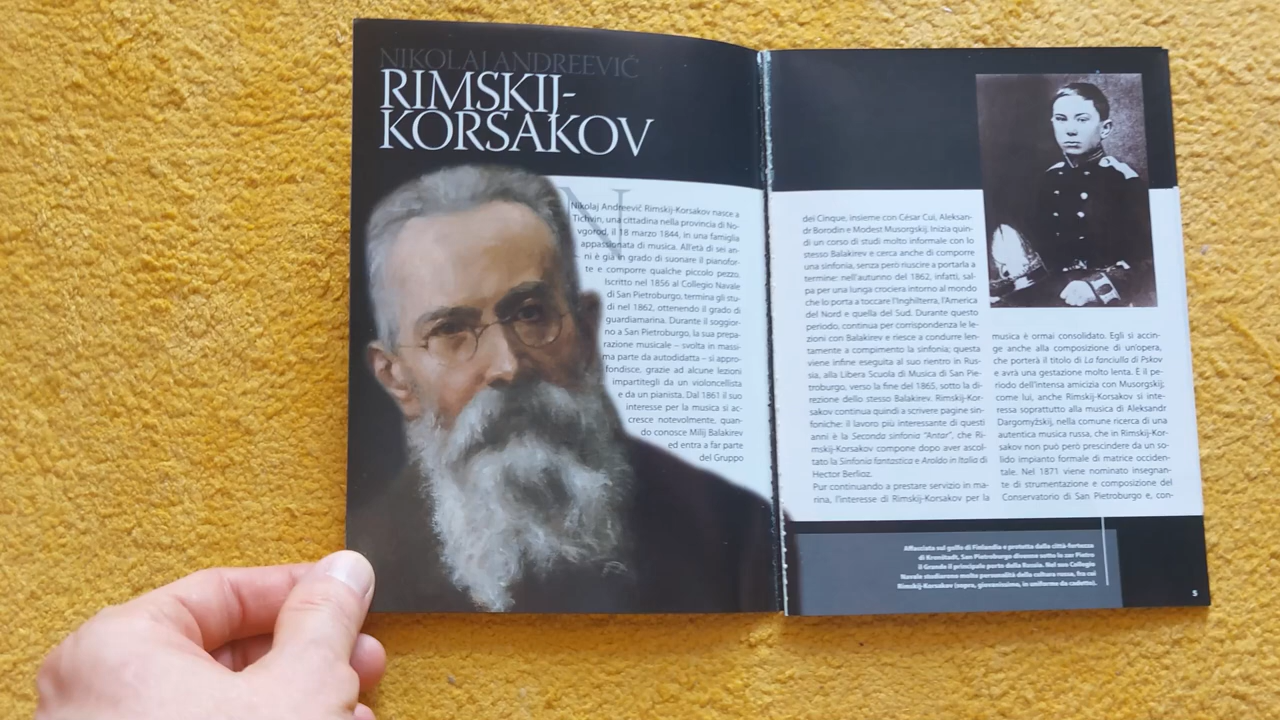 NIKOLAJ ANDREEVIČ
RIMSKIJ-
KORSAKOV
N
Nikolaj Andreevič Rimskij-Korsakov nasce a
Tichvin, una cittadina nella provincia di No-
vgorod, il 18 marzo 1844, in una famiglia
appassionata di musica. All'età di sei an-
ni è già in grado di suonare il pianofor-
te e comporre qualche piccolo pezzo.
Iscritto nel 1856 al Collegio Navale
di San Pietroburgo, termina gli stu-
di nel 1862, ottenendo il grado di
guardiamarina. Durante il soggior-
no a San Pietroburgo, la sua prepa-
razione musicale – svolta in massi-
ma parte da autodidatta – si appro-
fondisce, grazie ad alcune lezioni
impartitegli da un violoncellista
e da un pianista. Dal 1861 il suo
interesse per la musica si ac-
cresce notevolmente, quan-
do conosce Milij Balakirev
ed entra a far parte
del Gruppo
dei Cinque, insieme con César Cui, Aleksan-
dr Borodin e Modest Musorgskij. Inizia quin-
di un corso di studi molto informale con lo
stesso Balakirev e cerca anche di comporre
una sinfonia, senza però riuscire a portarla a
termine: nell'autunno del 1862, infatti, sal-
pa per una lunga crociera intorno al mondo
che lo porta a toccare l'Inghilterra, l'America
del Nord e quella del Sud. Durante questo
periodo, continua per corrispondenza le le-
zioni con Balakirev e riesce a condurre len-
tamente a compimento la sinfonia; questa
viene infine eseguita al suo rientro in Rus-
sia, alla Libera Scuola di Musica di San Pie-
troburgo, verso la fine del 1865, sotto la di-
rezione dello stesso Balakirev. Rimskij-Kor-
sakov continua quindi a scrivere pagine sin-
foniche: il lavoro più interessante di questi
anni è la Seconda sinfonia "Antar", che Ri-
mskij-Korsakov compone dopo aver ascol-
tato la Sinfonia fantastica e Aroldo in Italia di
Hector Berlioz.
Pur continuando a prestare servizio in ma-
rina, l'interesse di Rimskij-Korsakov per la
musica è ormai consolidato. Egli si accin-
ge anche alla composizione di un'opera,
che porterà il titolo di La fanciulla di Pskov
e avrà una gestazione molto lenta. È il pe-
riodo dell'intensa amicizia con Musorgskij;
come lui, anche Rimskij-Korsakov si inte-
ressa soprattutto alla musica di Aleksandr
Dargomyžskij, nella comune ricerca di una
autentica musica russa, che in Rimskij-Kor-
sakov non può però prescindere da un so-
lido impianto formale di matrice occiden-
tale. Nel 1871 viene nominato insegnan-
te di strumentazione e composizione del
Conservatorio di San Pietroburgo e, con-
Affacciata sul golfo di Finlandia e protetta dalla città-fortezza
di Kronštadt, San Pietroburgo divenne sotto lo zar Pietro
il Grande il principale porto della Russia. Nel suo Collegio
Navale studiarono molte personalità della cultura russa, fra cui
Rimskij-Korsakov (sopra, giovanissimo, in uniforme da cadetto).
5